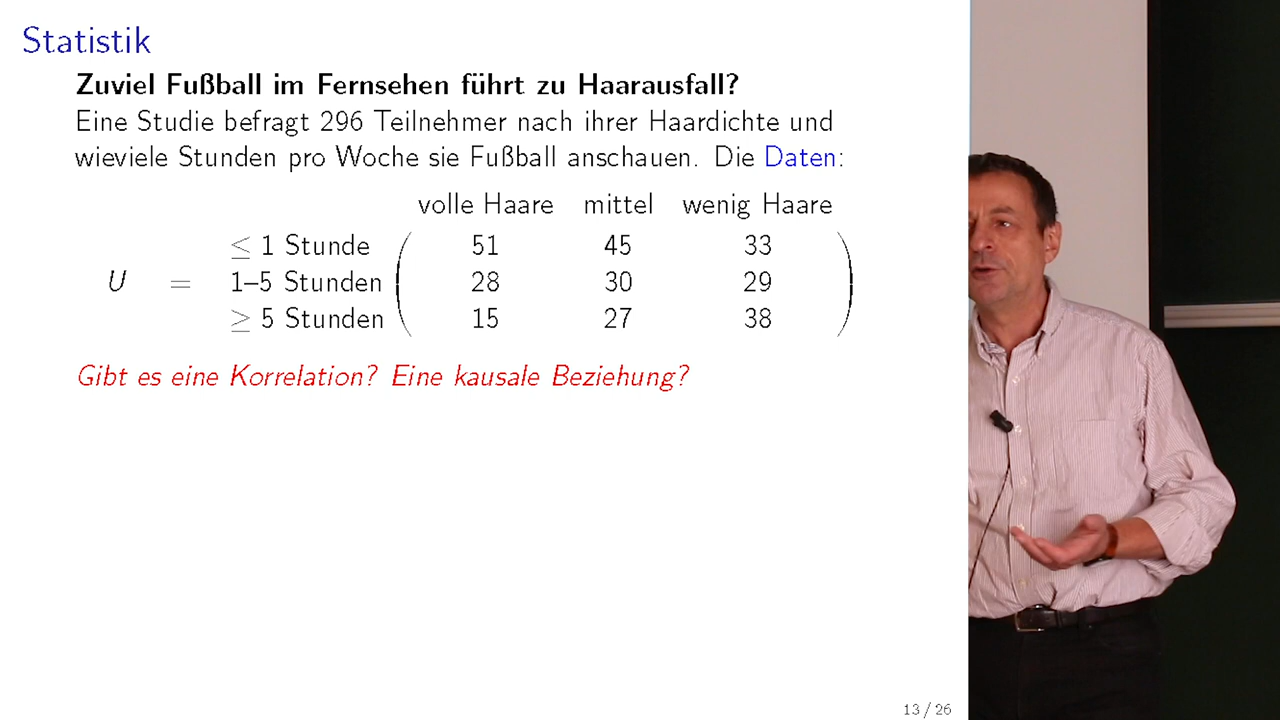 Statistik
Zuviel Fußball im Fernsehen führt zu Haarausfall?
Eine Studie befragt 296 Teilnehmer nach ihrer Haardichte und
wieviele Stunden pro Woche sie Fußball anschauen. Die Daten:
volle Haare mittel wenig Haare
≤ 1 Stunde 51 45 33
U = 1–5 Stunden 28 30 29
≥ 5 Stunden 15 27 38
Gibt es eine Korrelation? Eine kausale Beziehung?
13 / 26